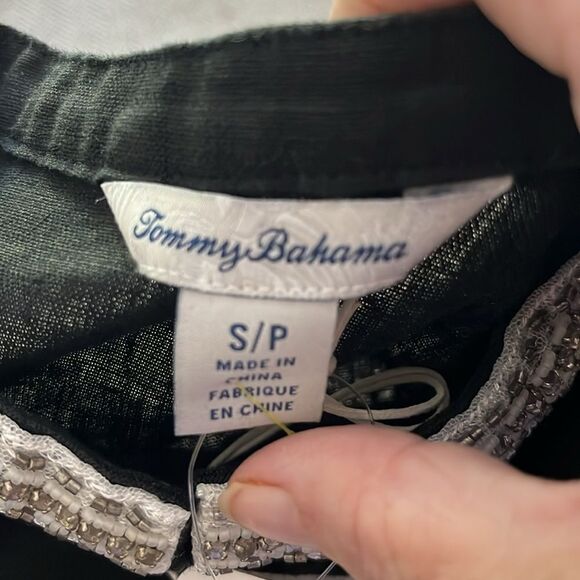 Tommy Bahama
S/P
MADE IN
CHINA
FABRIQUE
EN CHINE